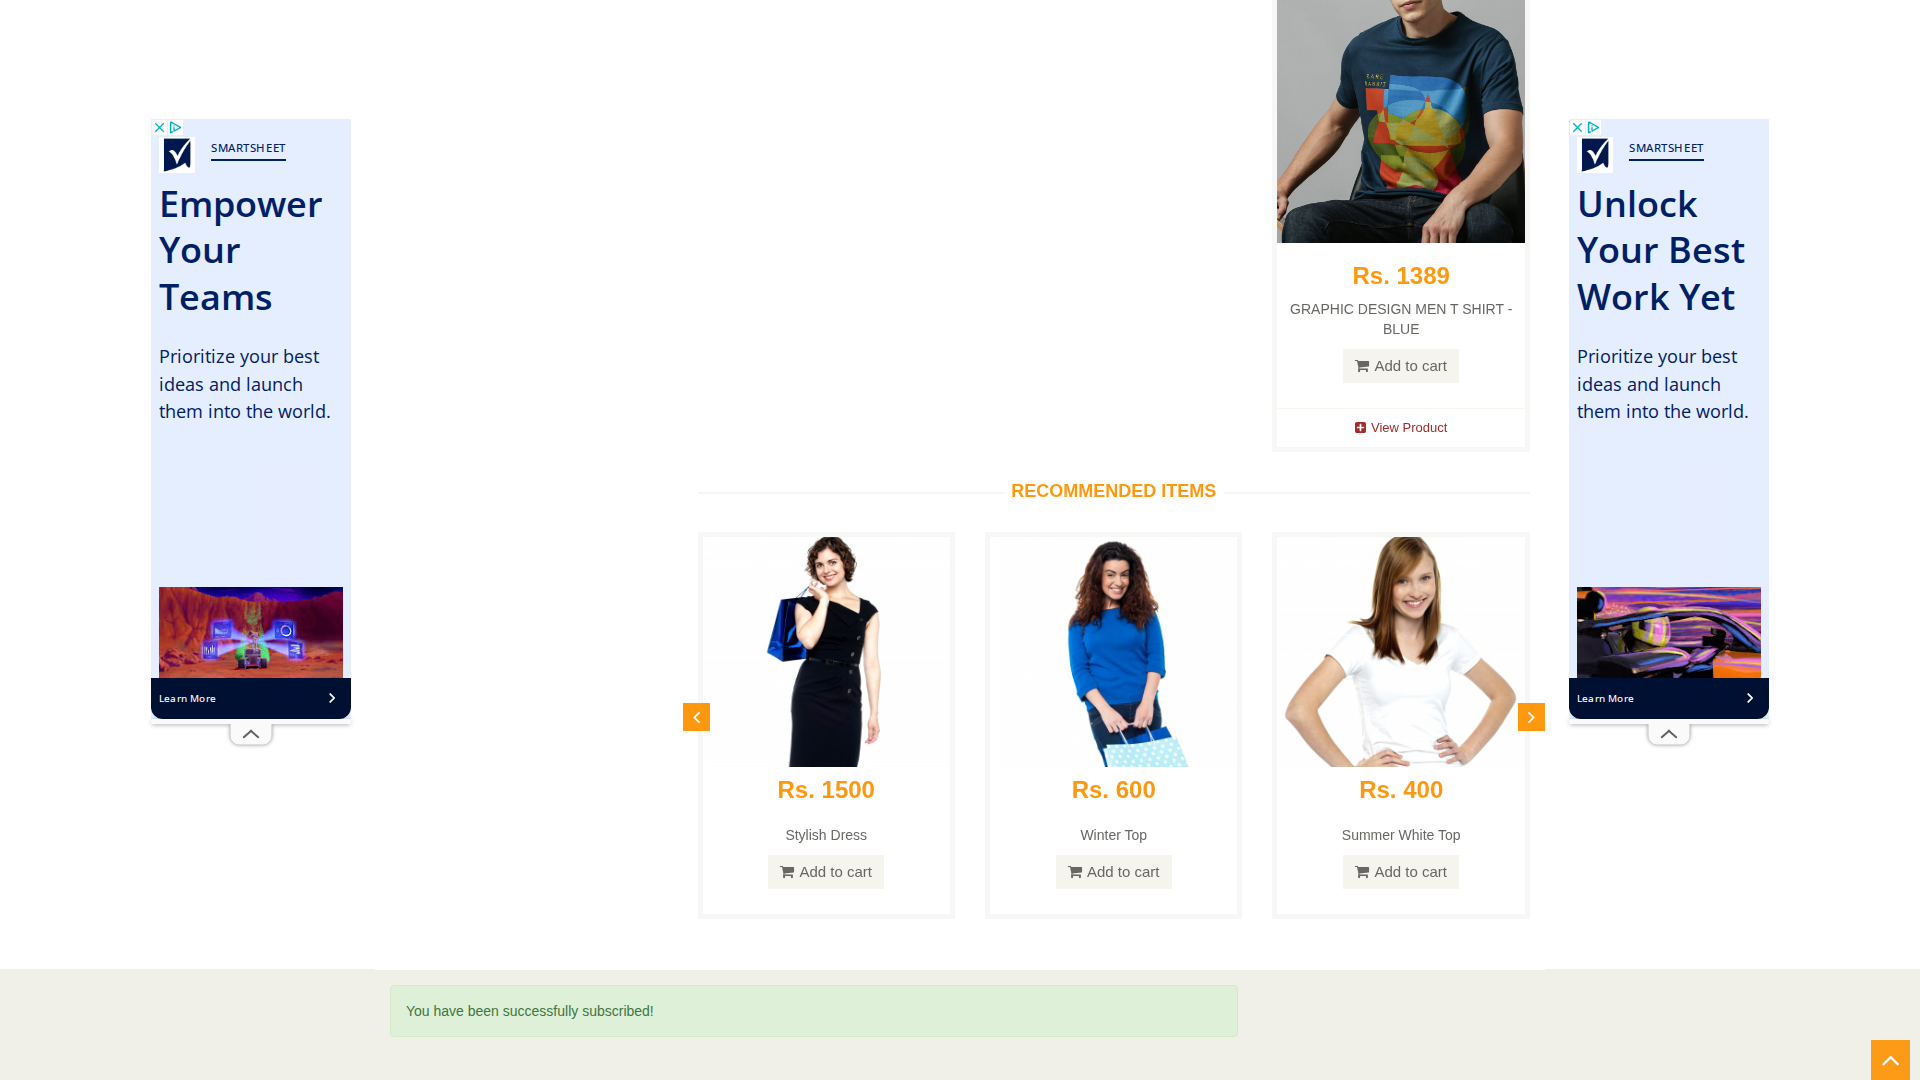 RARE
RABBIT
Rs. 1389
GRAPHIC DESIGN MEN T SHIRT -
BLUE
Add to cart
View Product
SMARTSHEET
Empower
Your
Teams
Prioritize your best
ideas and launch
them into the world.
Learn More
SMARTSHEET
Unlock
Your Best
Work Yet
Prioritize your best
ideas and launch
them into the world.
Learn More
RECOMMENDED ITEMS
Rs. 1500
Stylish Dress
Add to cart
Rs. 600
Winter Top
Add to cart
Rs. 400
Summer White Top
Add to cart
You have been successfully subscribed!